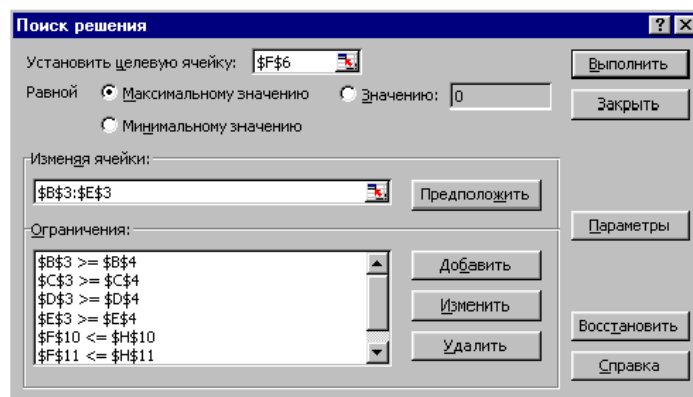 Поиск решения
Установить целевую ячейку: $F$6
Выполнить
Равной Максимальному значению Значению: 0
Закрыть
Минимальному значению
Изменяя ячейки:
$B$3:$E$3
Предположить
Параметры
Ограничения:
$B$3 >= $B$4
$C$3 >= $C$4
$D$3 >= $D$4
$E$3 >= $E$4
$F$10 <= $H$10
$F$11 <= $H$11
Добавить
Изменить
Удалить
Восстановить
Справка